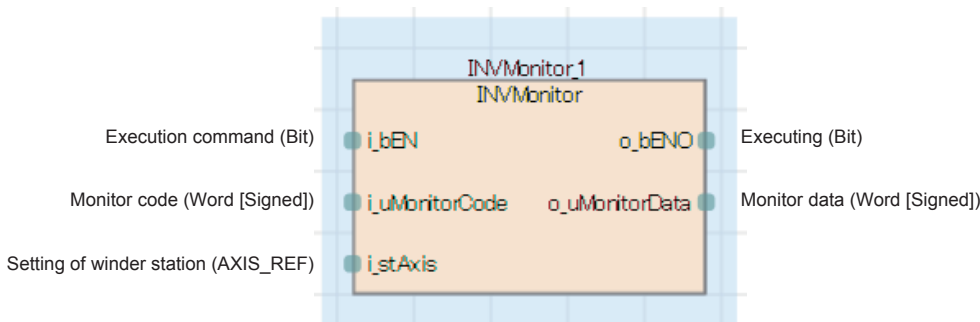 INVMonitor_1
INVMonitor
Execution command (Bit) i_bEN o_bENO Executing (Bit)
Monitor code (Word [Signed]) i_uMonitorCode o_uMonitorData Monitor data (Word [Signed])
Setting of winder station (AXIS_REF) i_stAxis